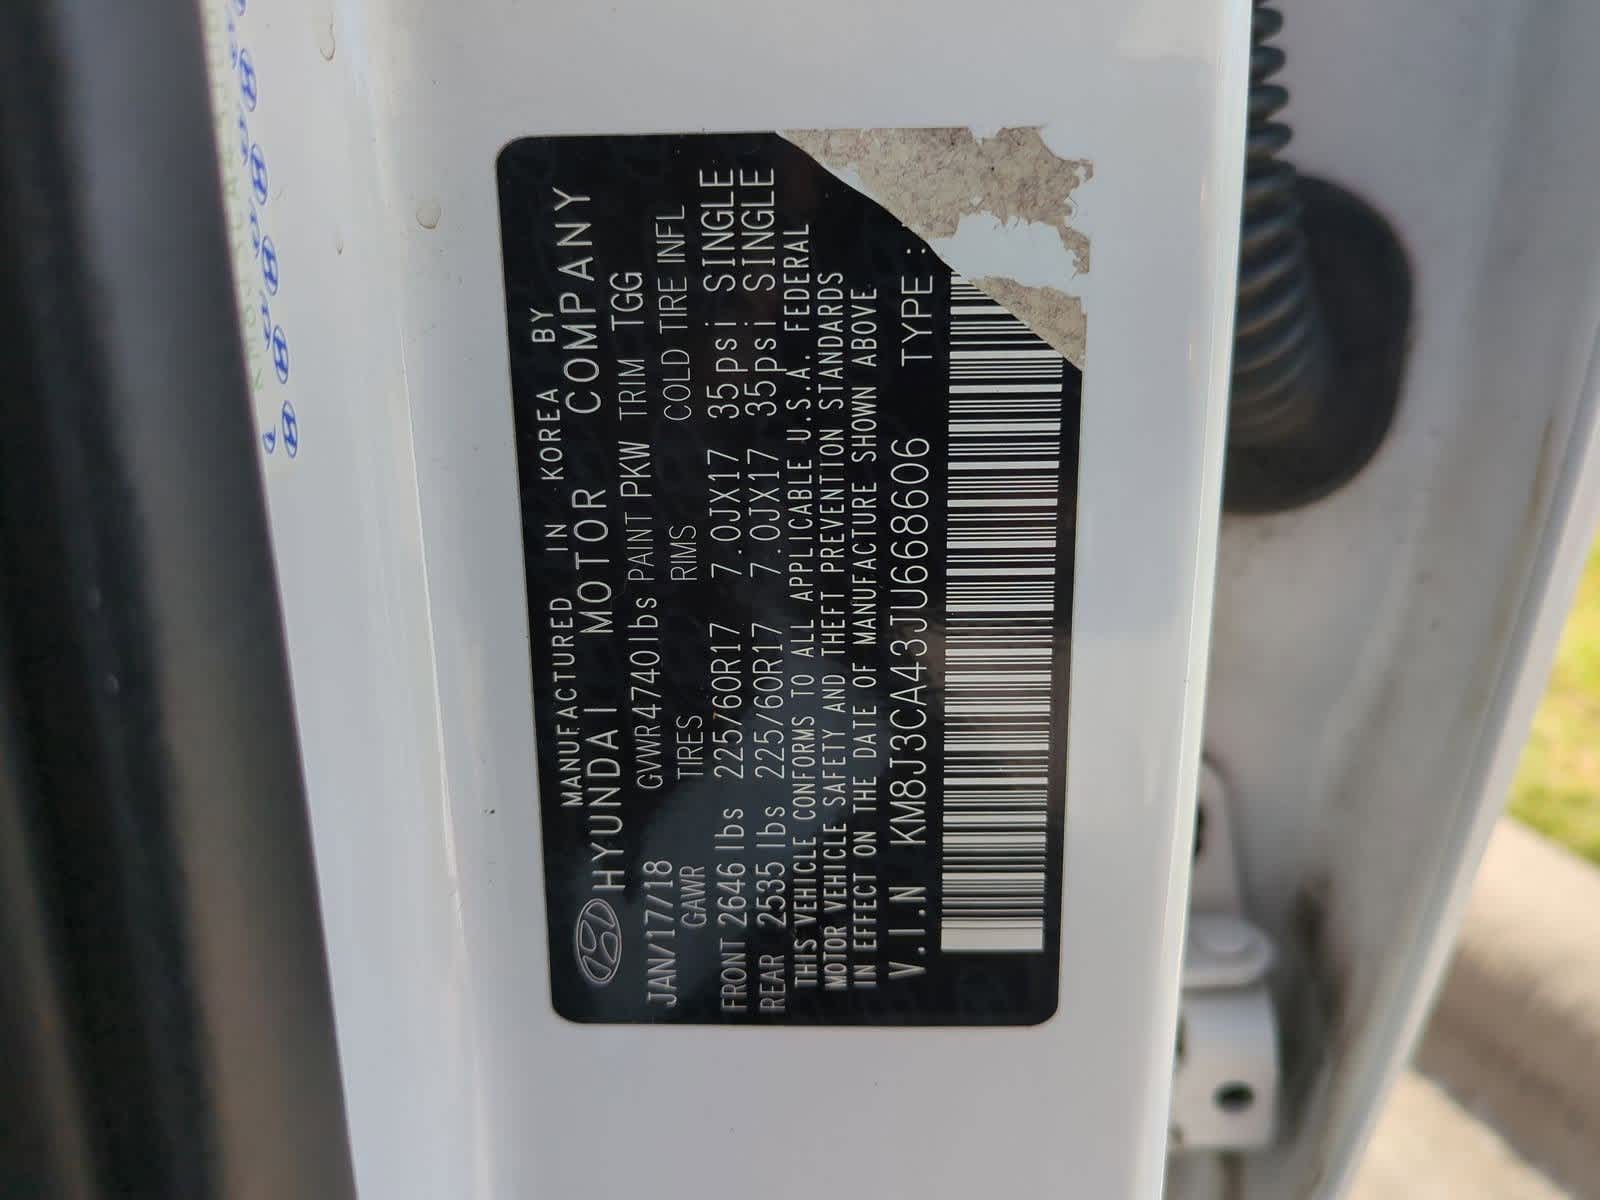 MANUFACTURED IN KOREA BY
HYUNDAI MOTOR COMPANY
JAN/17/18 GVWR4740lbs PAINT PKW TRIM TGG
GAWR TIRES RIMS COLD TIRE INFL
FRONT 2646lbs 225/60R17 7.0JX17 35psi SINGLE
REAR 2535lbs 225/60R17 7.0JX17 35psi SINGLE
THIS VEHICLE CONFORMS TO ALL APPLICABLE U.S.A. FEDERAL
MOTOR VEHICLE SAFETY AND THEFT PREVENTION STANDARDS
IN EFFECT ON THE DATE OF MANUFACTURE SHOWN ABOVE.
V.I.N KM8J3CA43JU668606 TYPE: